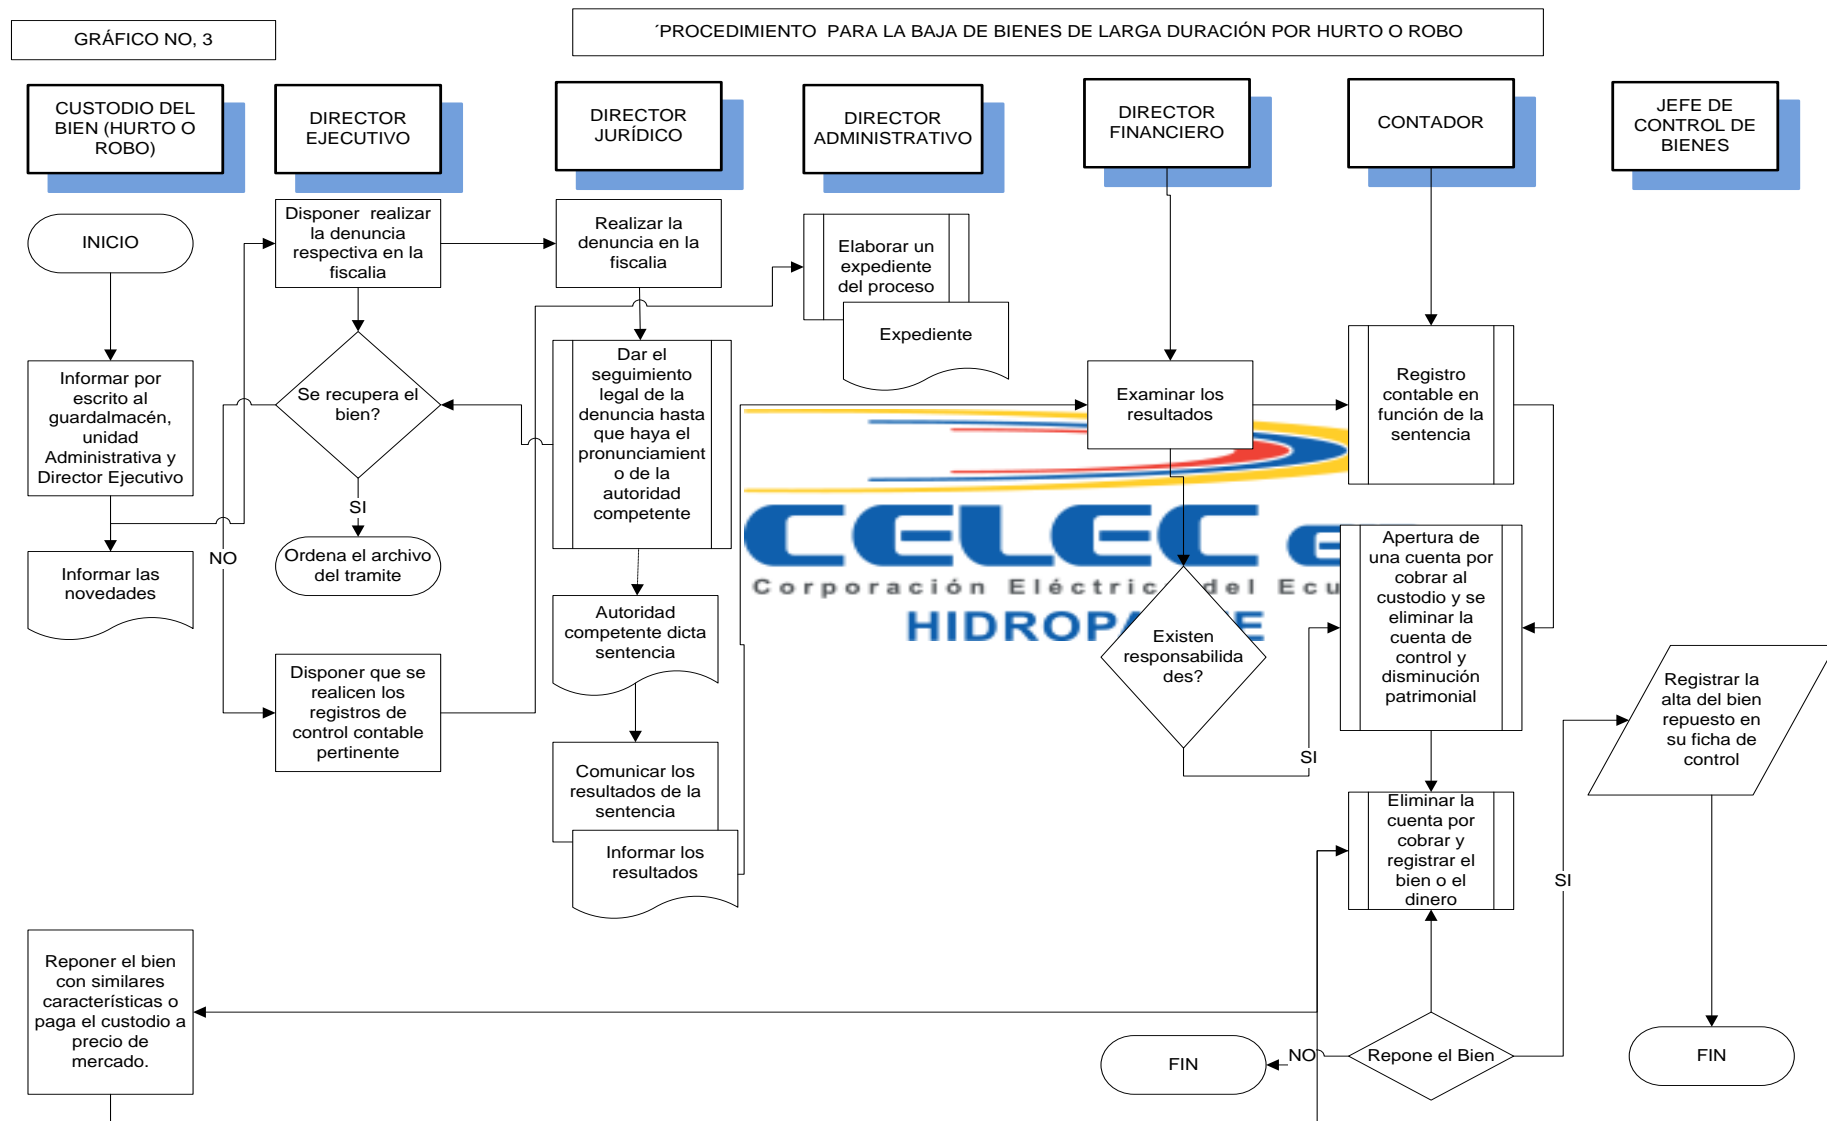 GRÁFICO NO, 3
´PROCEDIMIENTO PARA LA BAJA DE BIENES DE LARGA DURACIÓN POR HURTO O ROBO
CUSTODIO DEL
BIEN (HURTO O
ROBO)
DIRECTOR
EJECUTIVO
DIRECTOR
JURÍDICO
DIRECTOR
ADMINISTRATIVO
DIRECTOR
FINANCIERO
CONTADOR
JEFE DE
CONTROL DE
BIENES
INICIO
Disponer realizar
la denuncia
respectiva en la
fiscalia
Realizar la
denuncia en la
fiscalia
Elaborar un
expediente
del proceso
Expediente
Informar por
escrito al
guardalmacén,
unidad
Administrativa y
Director Ejecutivo
Se recupera el
bien?
Dar el
seguimiento
legal de la
denuncia hasta
que haya el
pronunciamient
o de la
autoridad
competente
Examinar los
resultados
Registro
contable en
función de la
sentencia
SI
NO
Informar las
novedades
Ordena el archivo
del tramite
CELEC e
Corporación Eléctric del Ecu
HIDROPA E
Apertura de
una cuenta por
cobrar al
custodio y se
eliminar la
cuenta de
control y
disminución
patrimonial
Autoridad
competente dicta
sentencia
Existen
responsabilida
des?
Disponer que se
realicen los
registros de
control contable
pertinente
Registrar la
alta del bien
repuesto en
su ficha de
control
SI
Comunicar los
resultados de la
sentencia
Informar los
resultados
Eliminar la
cuenta por
cobrar y
registrar el
bien o el
dinero
SI
Reponer el bien
con similares
características o
paga el custodio a
precio de
mercado.
FIN
NO
Repone el Bien
FIN